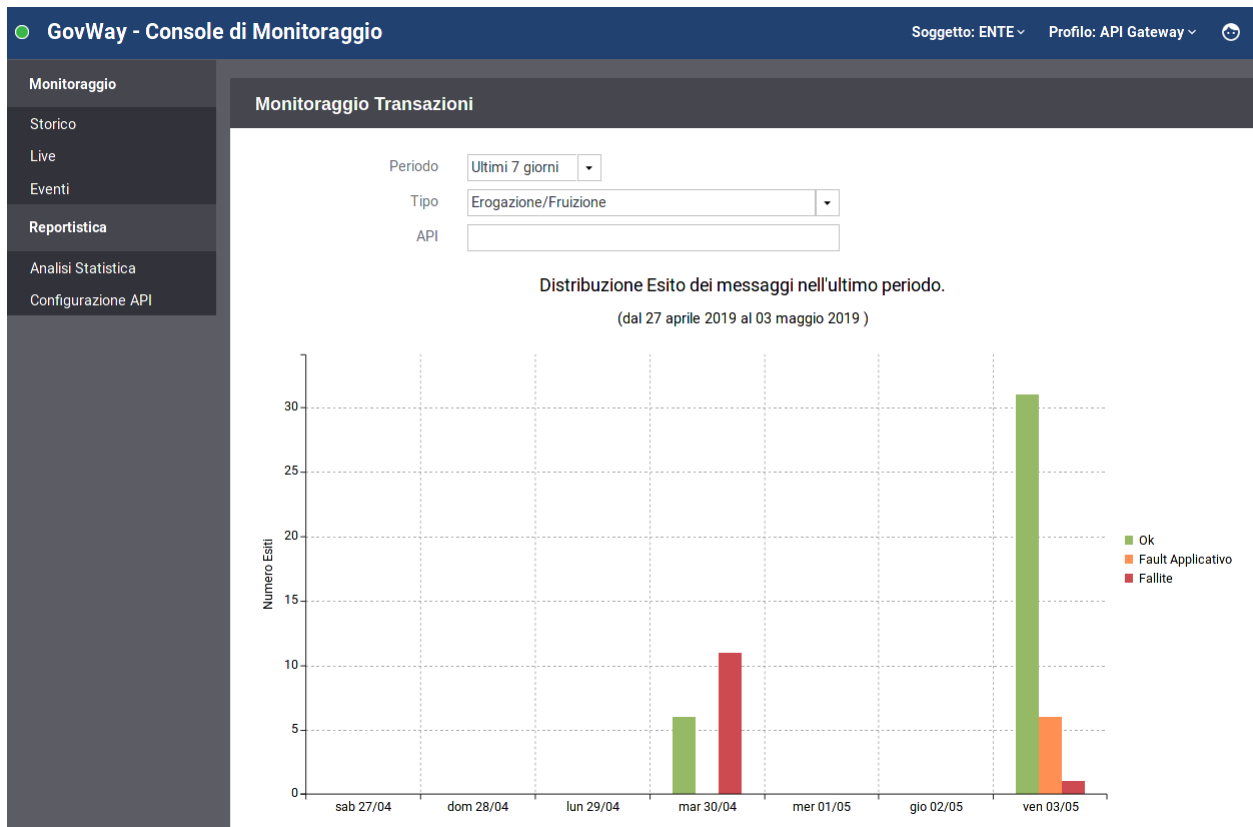 GovWay - Console di Monitoraggio
Soggetto: ENTE
Profilo: API Gateway
Monitoraggio
Storico
Live
Eventi
Reportistica
Analisi Statistica
Configurazione API
Monitoraggio Transazioni
Periodo
Ultimi 7 giorni
Tipo
Erogazione/Fruizione
API
Distribuzione Esito dei messaggi nell'ultimo periodo.
(dal 27 aprile 2019 al 03 maggio 2019 )
Numero Esiti
30
25
20
15
10
5
0
sab 27/04
dom 28/04
lun 29/04
mar 30/04
mer 01/05
gio 02/05
ven 03/05
Ok
Fault Applicativo
Fallite